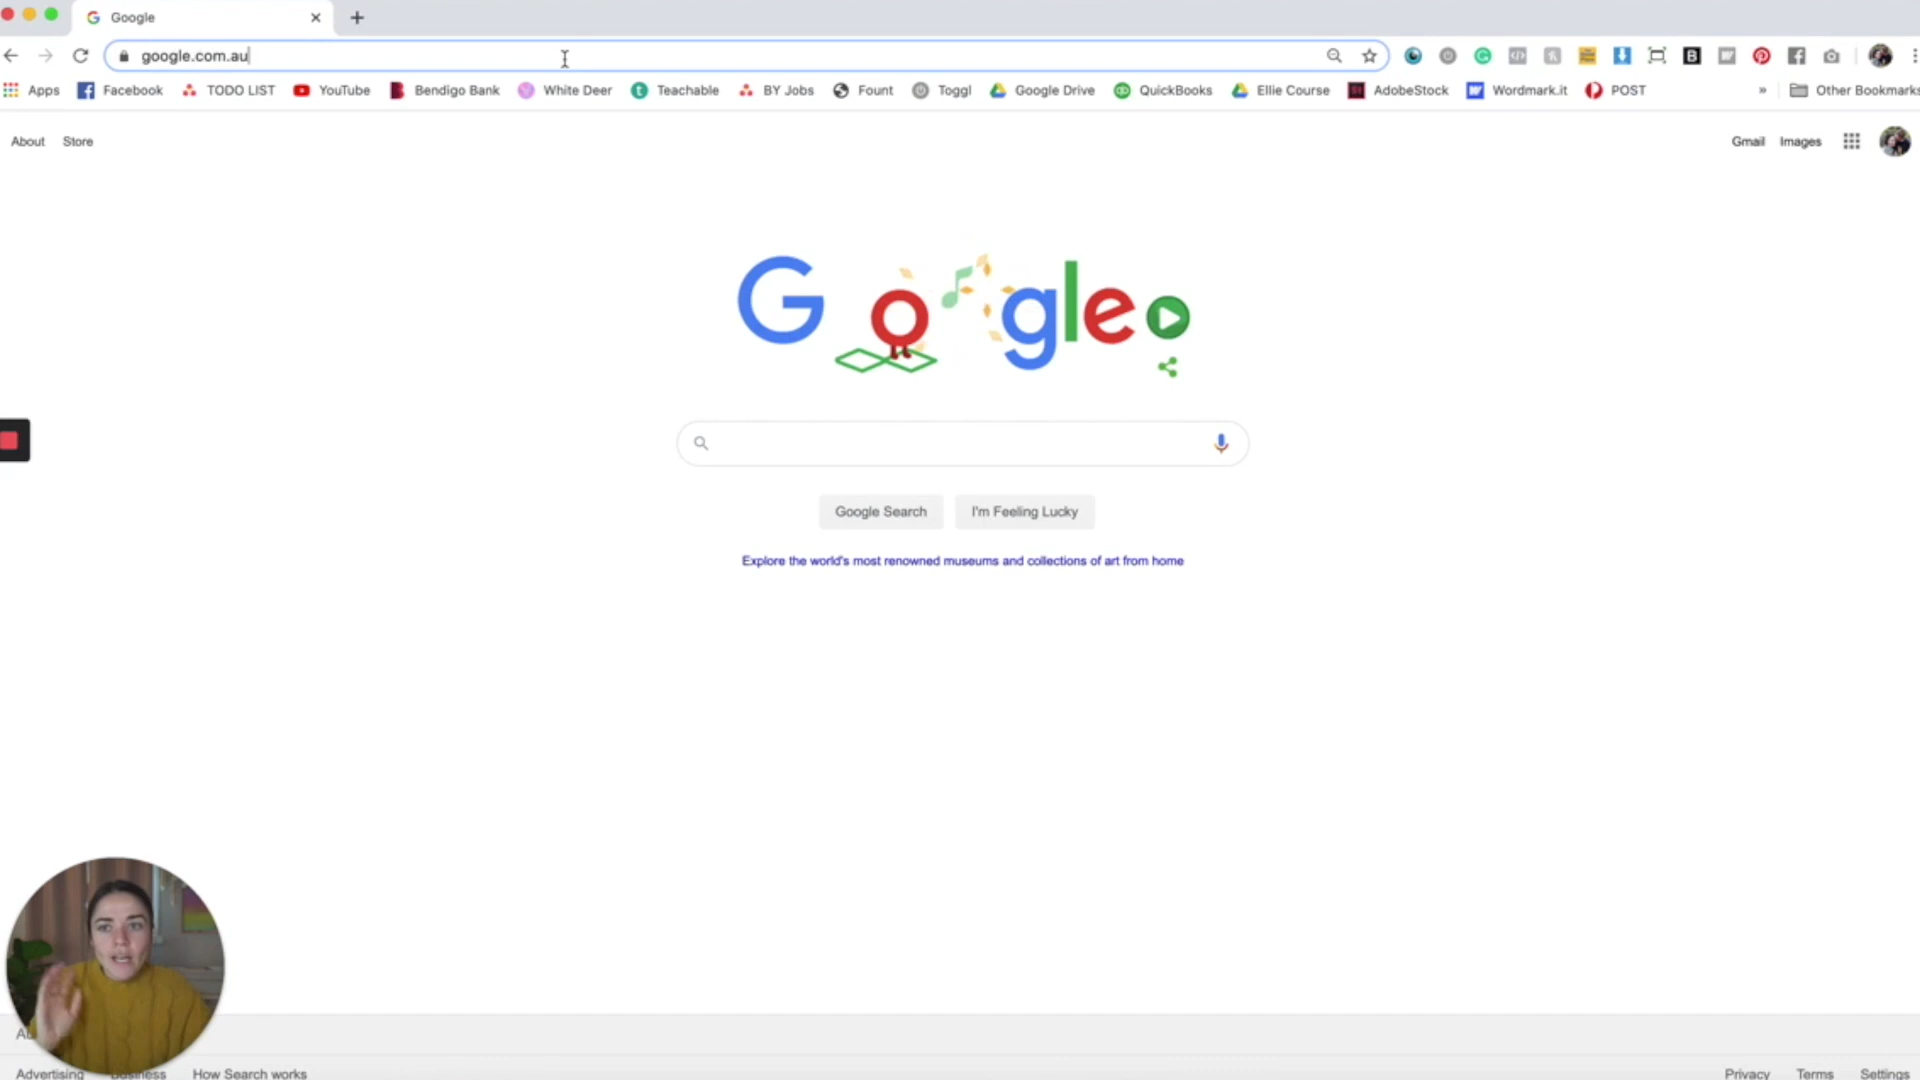 Google
google.com.au
Apps Facebook TODO LIST YouTube Bendigo Bank White Deer Teachable BY Jobs Fount Toggl Google Drive QuickBooks Ellie Course AdobeStock Wordmark.it POST » Other Bookmarks
About Store Gmail Images
G o gle
Google Search I'm Feeling Lucky
Explore the world's most renowned museums and collections of art from home
Advertising Business How Search works Privacy Terms Settings